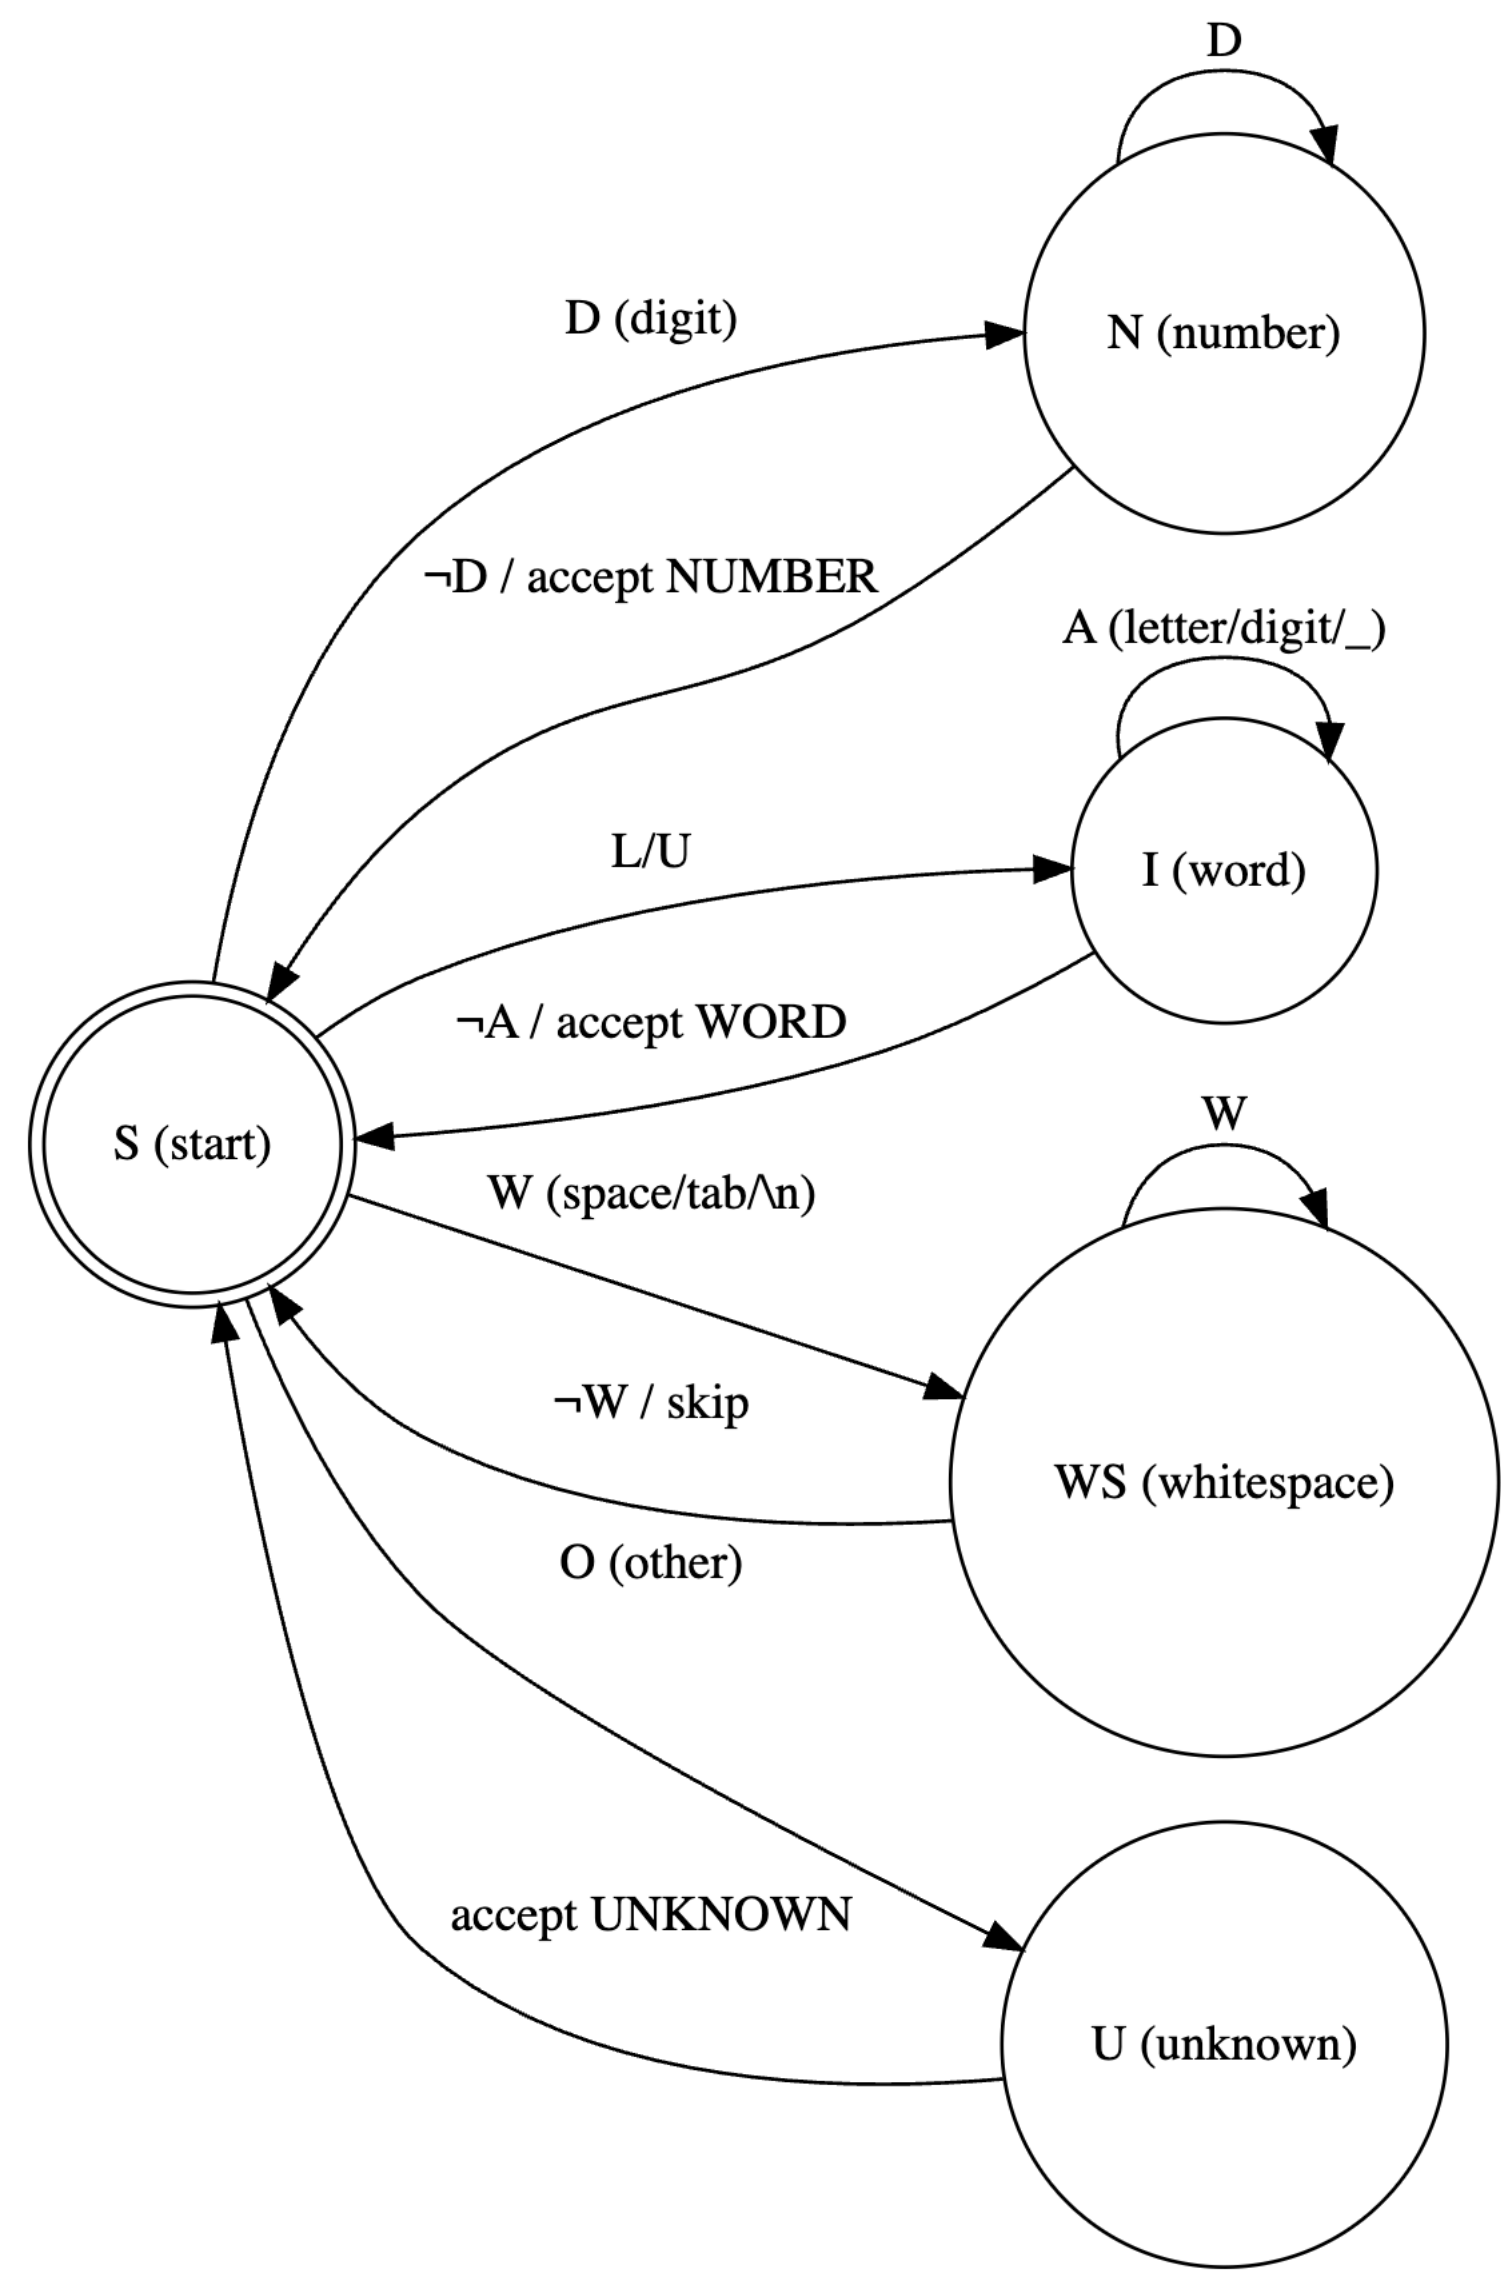 D
D (digit)
N (number)
¬D / accept NUMBER
A (letter/digit/_)
L/U
I (word)
¬A / accept WORD
W
S (start)
W (space/tab/\n)
¬W / skip
WS (whitespace)
O (other)
accept UNKNOWN
U (unknown)